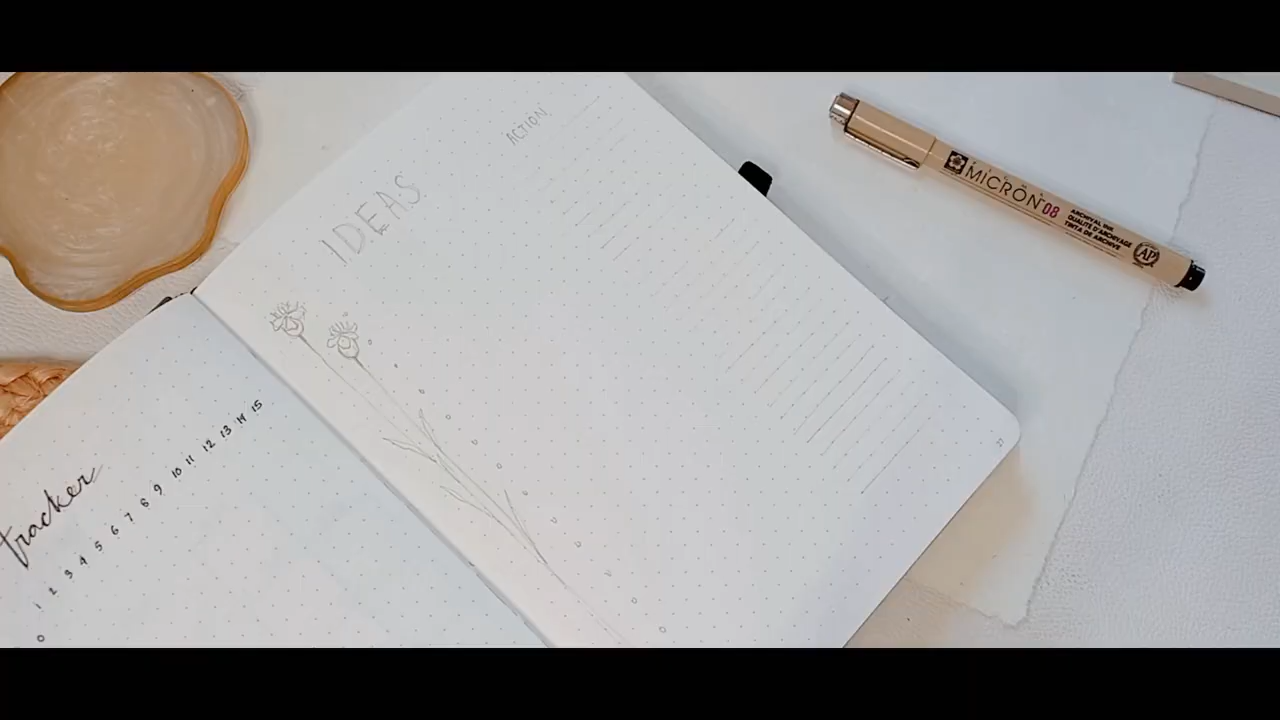 ACTION
IDEAS
tracker
0 1 2 3 4 5 6 7 8 9 10 11 12 13 14 15
MICRON 08
ARCHIVAL INK
QUALITÉ D'ARCHIVAGE
TINTA DE ARCHIVO
AP